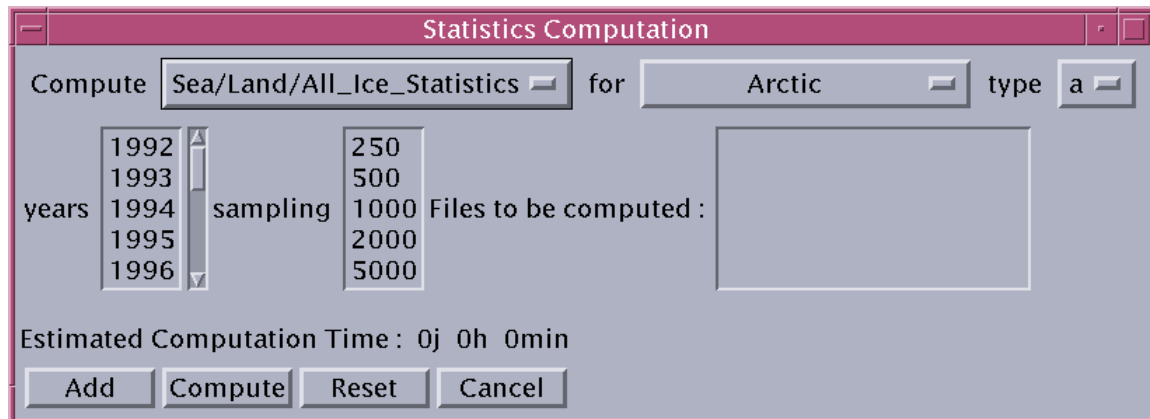 Statistics Computation
Compute Sea/Land/All_Ice_Statistics for Arctic type a
years
1992
1993
1994
1995
1996
sampling
250
500
1000
2000
5000
Files to be computed :
Estimated Computation Time : 0j 0h 0min
Add Compute Reset Cancel